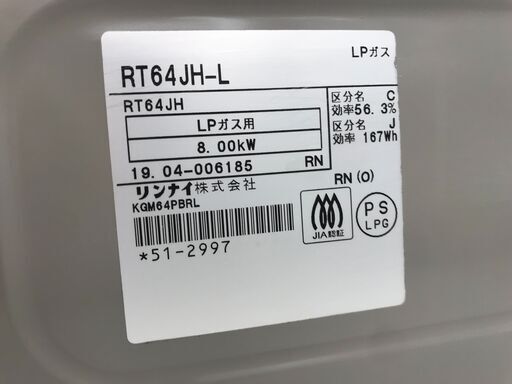 LPガス
RT64JH-L
RT64JH
LPガス用
8.00kW
19.04-006185 RN
区分名 C
効率56.3%
区分名 J
効率 167Wh
リンナイ株式会社
RN (O)
KGM64PBRL
*51-2997
JIA認証
PS
LPG